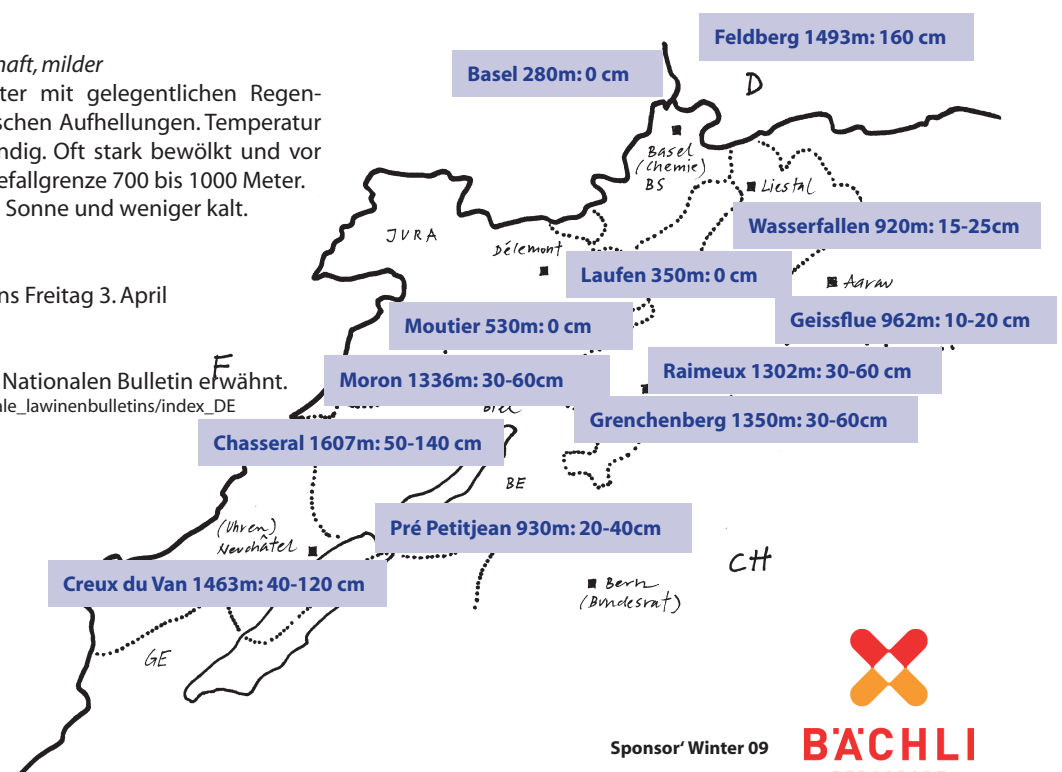 haft, milder
ter mit gelegentlichen Regen-
schen Aufhellungen. Temperatur
ndig. Oft stark bewölkt und vor
efallgrenze 700 bis 1000 Meter.
Sonne und weniger kalt.
ns Freitag 3. April
Nationalen Bulletin erwähnt.
ale_lawinenbulletins/index_DE
Feldberg 1493m: 160 cm
Basel 280m: 0 cm
D
Basel
(Chemie)
BS
Liestal
Wasserfallen 920m: 15-25cm
JURA
Délemont
Laufen 350m: 0 cm
Aarau
Moutier 530m: 0 cm
Geissflue 962m: 10-20 cm
F
Moron 1336m: 30-60cm
Raimeux 1302m: 30-60 cm
Biel
Grenchenberg 1350m: 30-60cm
Chasseral 1607m: 50-140 cm
BE
(Uhren)
Neuchâtel
Pré Petitjean 930m: 20-40cm
CH
Creux du Van 1463m: 40-120 cm
Bern
(Bundesrat)
GE
Sponsor' Winter 09
BÄCHLI